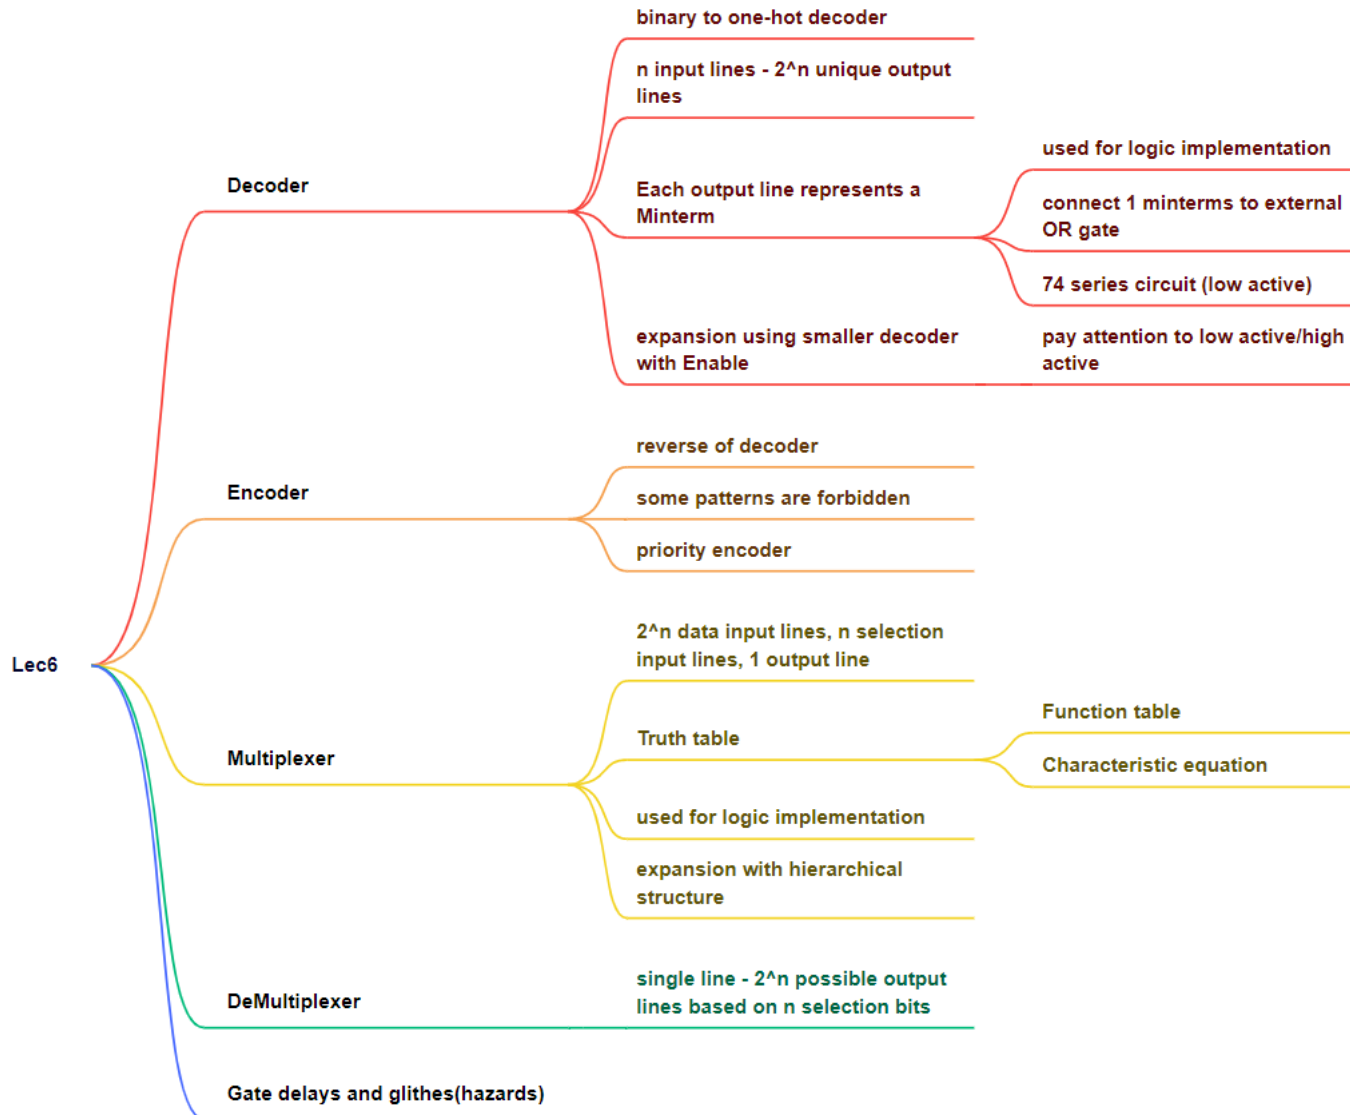 binary to one-hot decoder
n input lines - 2^n unique output
lines
used for logic implementation
Decoder
Each output line represents a
Minterm
connect 1 minterms to external
OR gate
74 series circuit (low active)
expansion using smaller decoder
with Enable
pay attention to low active/high
active
reverse of decoder
Encoder
some patterns are forbidden
priority encoder
2^n data input lines, n selection
input lines, 1 output line
Lec6
Function table
Truth table
Multiplexer
Characteristic equation
used for logic implementation
expansion with hierarchical
structure
single line - 2^n possible output
lines based on n selection bits
DeMultiplexer
Gate delays and glithes(hazards)